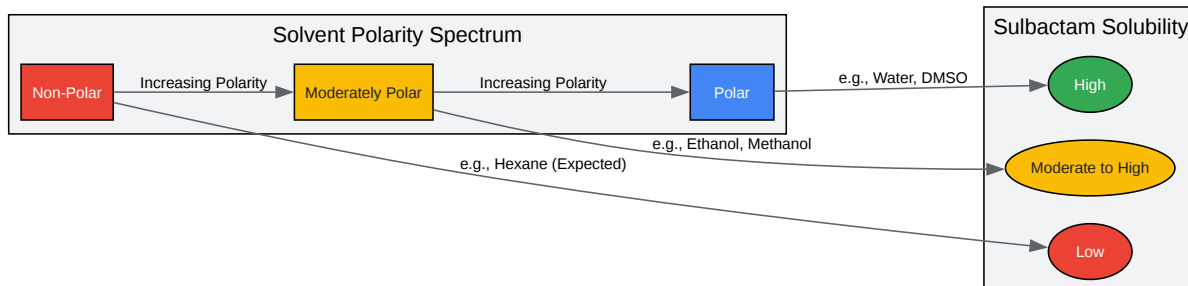 Solvent Polarity Spectrum
Sulbactam Solubility
Non-Polar
Increasing Polarity
Moderately Polar
Increasing Polarity
Polar
e.g., Water, DMSO
High
e.g., Ethanol, Methanol
e.g., Hexane (Expected)
Moderate to High
Low